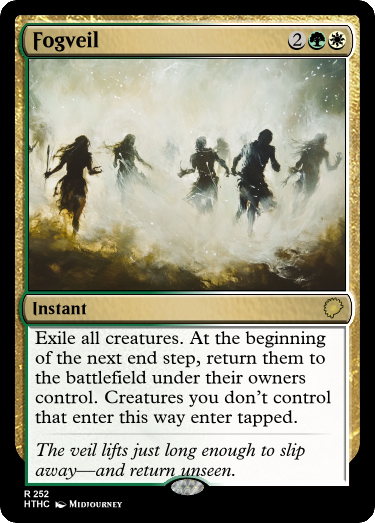 Fogveil 2
Instant
Exile all creatures. At the beginning
of the next end step, return them to
the battlefield under their owners
control. Creatures you don't control
that enter this way enter tapped.
The veil lifts just long enough to slip
away—and return unseen.
R 252
HTHC Midjourney